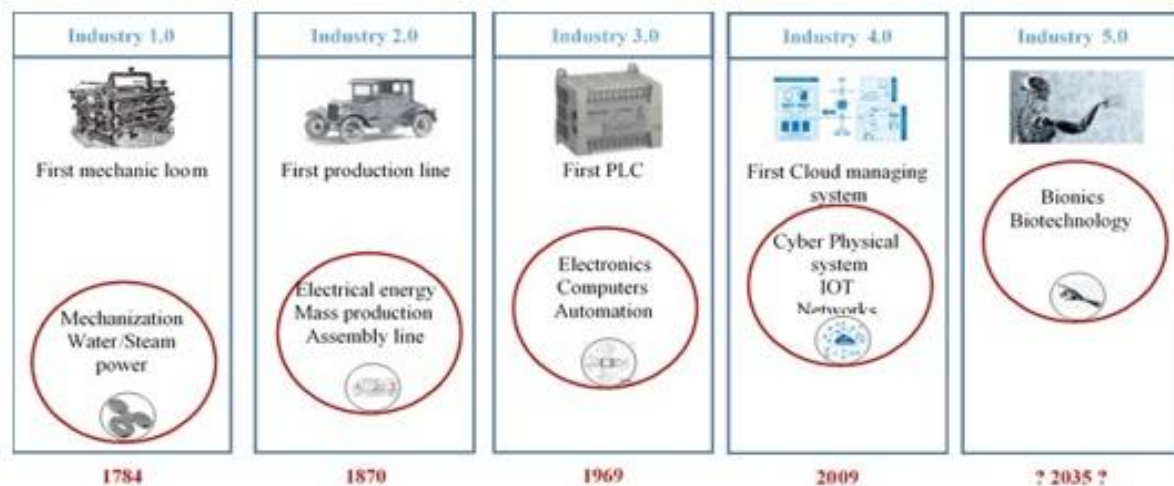 Industry 1.0
First mechanic loom
Mechanization
Water/Steam
power
1784
Industry 2.0
First production line
Electrical energy
Mass production
Assembly line
1870
Industry 3.0
First PLC
Electronics
Computers
Automation
1969
Industry 4.0
First Cloud managing
system
Cyber Physical
system
IOT
Networks
2009
Industry 5.0
Bionics
Biotechnology
? 2035 ?